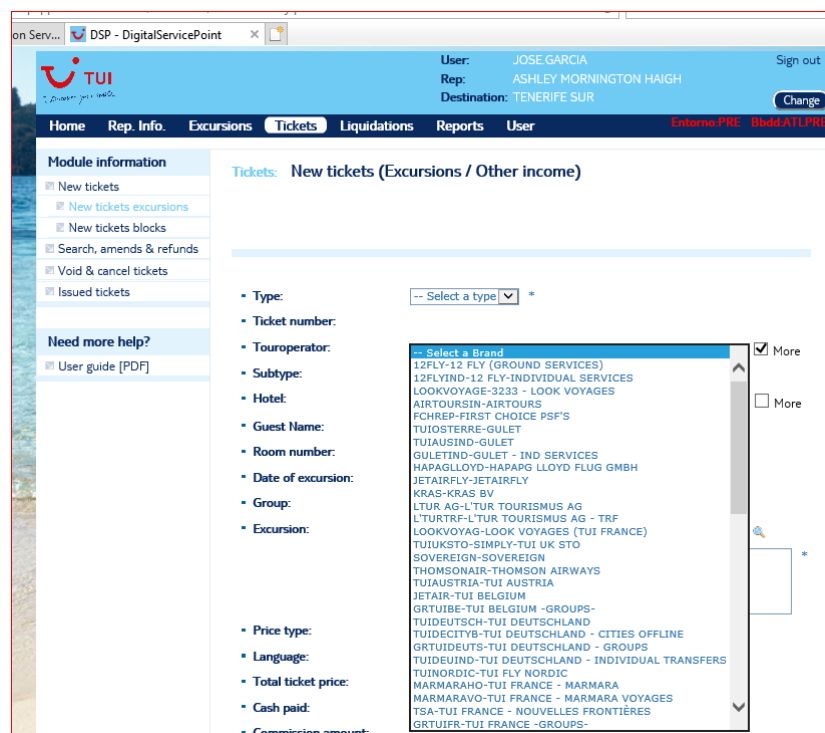 on Serv...
DSP - DigitalServicePoint
TUI
User: JOSE.GARCIA
Sign out
Rep: ASHLEY MORNINGTON HAIGH
Destination: TENERIFE SUR
Change
Home Rep. Info. Excursions Tickets Liquidations Reports User Entorno:PRE Bbdd:ATLPRE
Module information
New tickets
New tickets excursions
New tickets blocks
Search, amends & refunds
Void & cancel tickets
Issued tickets
Need more help?
User guide [PDF]
Tickets: New tickets (Excursions / Other income)
Type: -- Select a type *
Ticket number:
Touroperator: More
Subtype:
Hotel: More
Guest Name:
Room number:
Date of excursion:
Group:
Excursion:
*
Price type:
Language:
Total ticket price:
Cash paid:
Commission amount:
-- Select a Brand
12FLY-12 FLY (GROUND SERVICES)
12FLYIND-12 FLY-INDIVIDUAL SERVICES
LOOKVOYAGE-3233 - LOOK VOYAGES
AIRTOURSIN-AIRTOURS
FCHREP-FIRST CHOICE PSF'S
TUIOSTERRE-GULET
TUIAUSIND-GULET
GULETIND-GULET - IND SERVICES
HAPAGLLOYD-HAPAPG LLOYD FLUG GMBH
JETAIRFLY-JETAIRFLY
KRAS-KRAS BV
LTUR AG-L'TUR TOURISMUS AG
L'TURTRF-L'TUR TOURISMUS AG - TRF
LOOKVOYAG-LOOK VOYAGES (TUI FRANCE)
TUIUKSTO-SIMPLY-TUI UK STO
SOVEREIGN-SOVEREIGN
THOMSONAIR-THOMSON AIRWAYS
TUIAUSTRIA-TUI AUSTRIA
JETAIR-TUI BELGIUM
GRTUIBE-TUI BELGIUM -GROUPS-
TUIDEUTSCH-TUI DEUTSCHLAND
TUIDECITYB-TUI DEUTSCHLAND - CITIES OFFLINE
GRTUIDEUTS-TUI DEUTSCHLAND - GROUPS
TUIDEUIND-TUI DEUTSCHLAND - INDIVIDUAL TRANSFERS
TUINORDIC-TUI FLY NORDIC
MARMARAHO-TUI FRANCE - MARMARA
MARMARAVO-TUI FRANCE - MARMARA VOYAGES
TSA-TUI FRANCE - NOUVELLES FRONTIÈRES
GRTUIFR-TUI FRANCE -GROUPS-